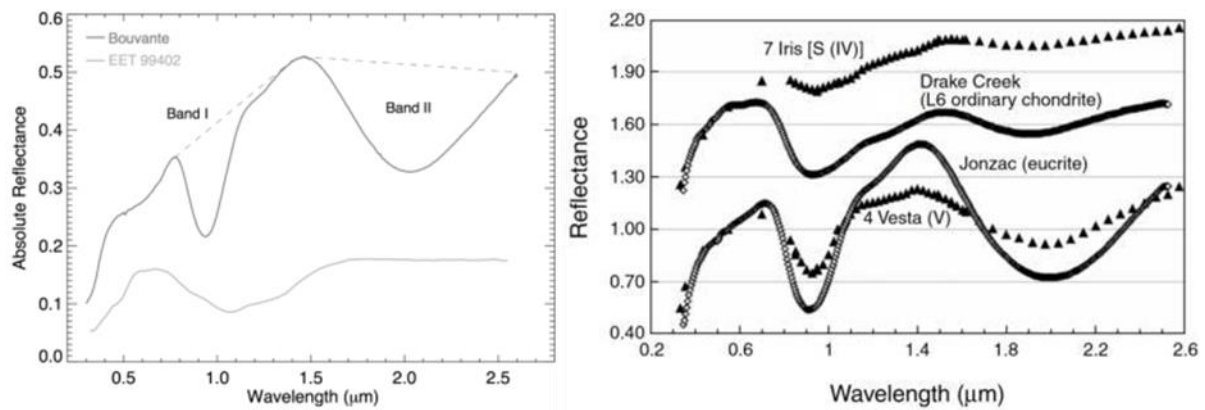 0.6
0.5
0.4
0.3
0.2
0.1
0.0
Absolute Reflectance
Bouvante
EET 99402
Band I
Band II
0.5
1.0
1.5
2.0
2.5
Wavelength (μm)
2.20
1.90
1.60
1.30
1.00
0.70
0.40
Reflectance
7 Iris [S (IV)]
Drake Creek
(L6 ordinary chondrite)
Jonzac (eucrite)
4 Vesta (V)
0.2
0.6
1
1.4
1.8
2.2
2.6
Wavelength (μm)